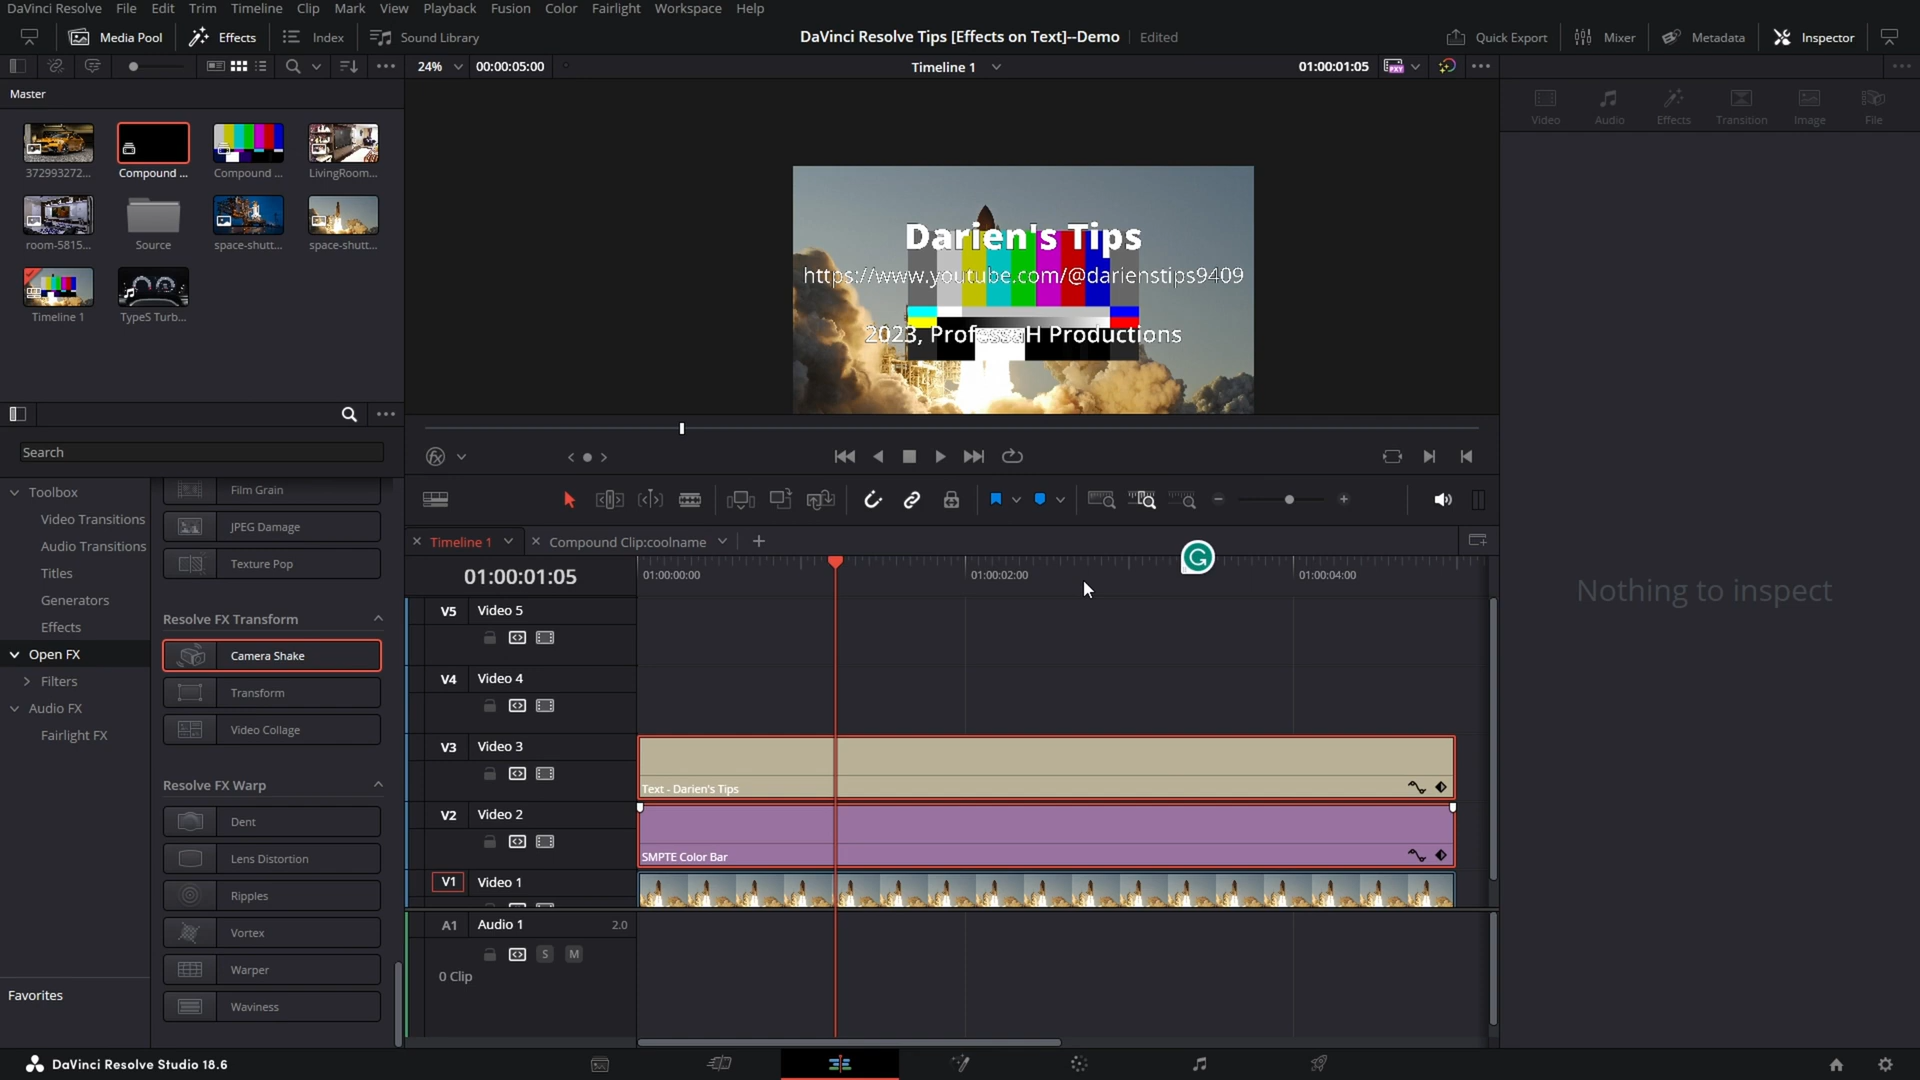 DaVinci Resolve File Edit Trim Timeline Clip Mark View Playback Fusion Color Fairlight Workspace Help
Media Pool Effects Index Sound Library DaVinci Resolve Tips [Effects on Text]--Demo Edited Quick Export Mixer Metadata Inspector
24% 00:00:05:00 Timeline 1 01:00:01:05
Master
Video Audio Effects Transition Image File
372993272... Compound ... Compound ... LivingRoom...
room-5815... Source space-shutt... space-shutt...
Timeline 1 TypeS Turb...
Darien's Tips
https://www.youtube.com/@darienstips9409
2023, ProfessaH Productions
Search
Toolbox
Video Transitions
Audio Transitions
Titles
Generators
Effects
Open FX
Filters
Audio FX
Fairlight FX
Favorites
Film Grain
JPEG Damage
Texture Pop
Resolve FX Transform
Camera Shake
Transform
Video Collage
Resolve FX Warp
Dent
Lens Distortion
Ripples
Vortex
Warper
Waviness
Timeline 1 Compound Clip:coolname
01:00:01:05 01:00:00:00 01:00:02:00 01:00:04:00
V5 Video 5
V4 Video 4
V3 Video 3
Text - Darien's Tips
V2 Video 2
SMPTE Color Bar
V1 Video 1
A1 Audio 1 2.0
S M
0 Clip
Nothing to inspect
DaVinci Resolve Studio 18.6